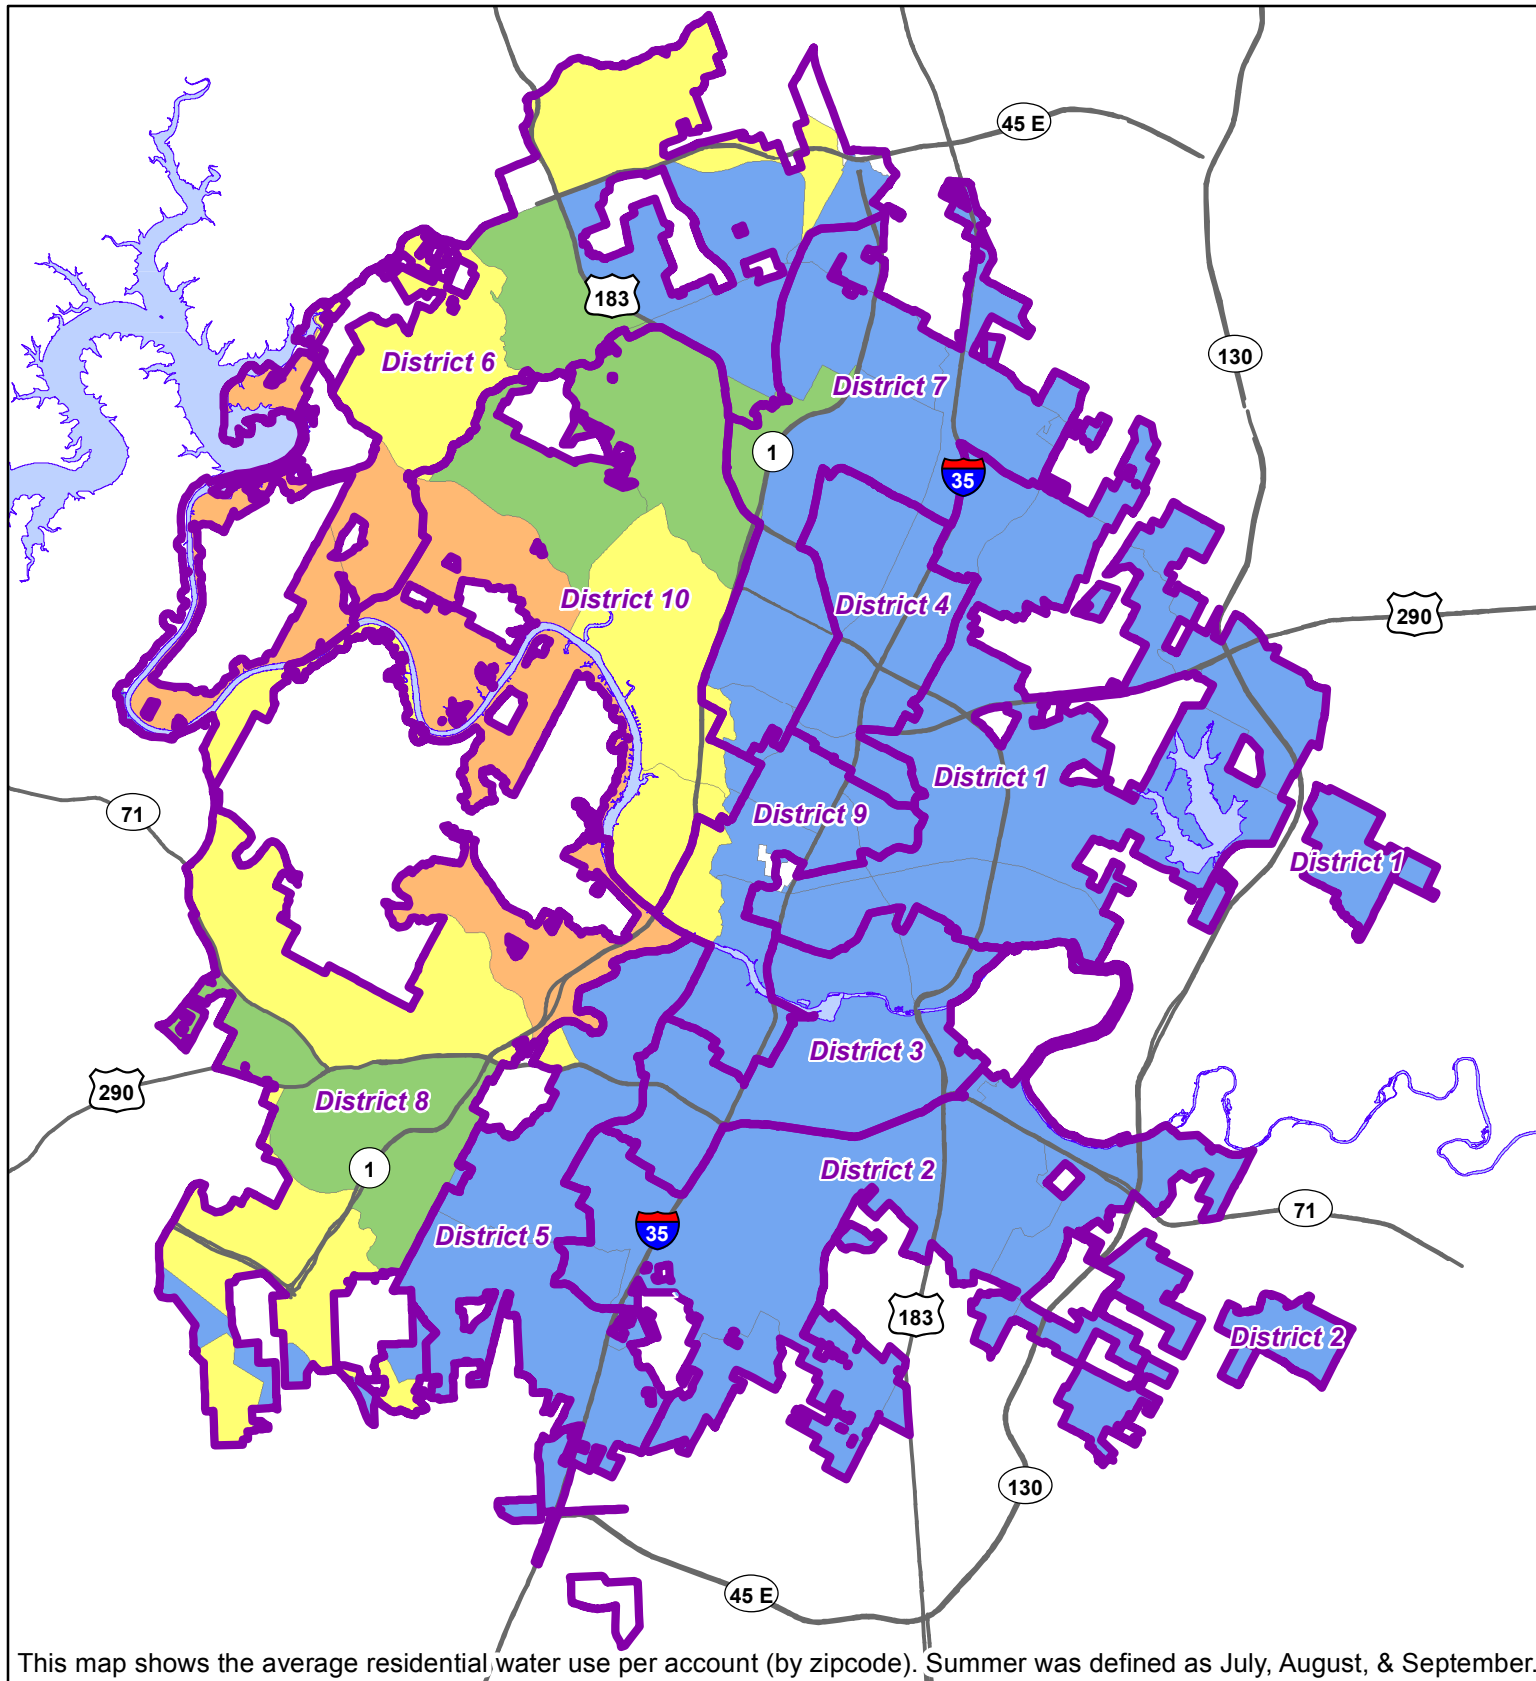 45 E
183
130
District 6
District 7
1
35
District 10
District 4
290
District 1
71
District 9
District 1
District 3
290
District 8
1
District 2
71
District 5
35
183
District 2
130
45 E
This map shows the average residential water use per account (by zipcode). Summer was defined as July, August, & September.